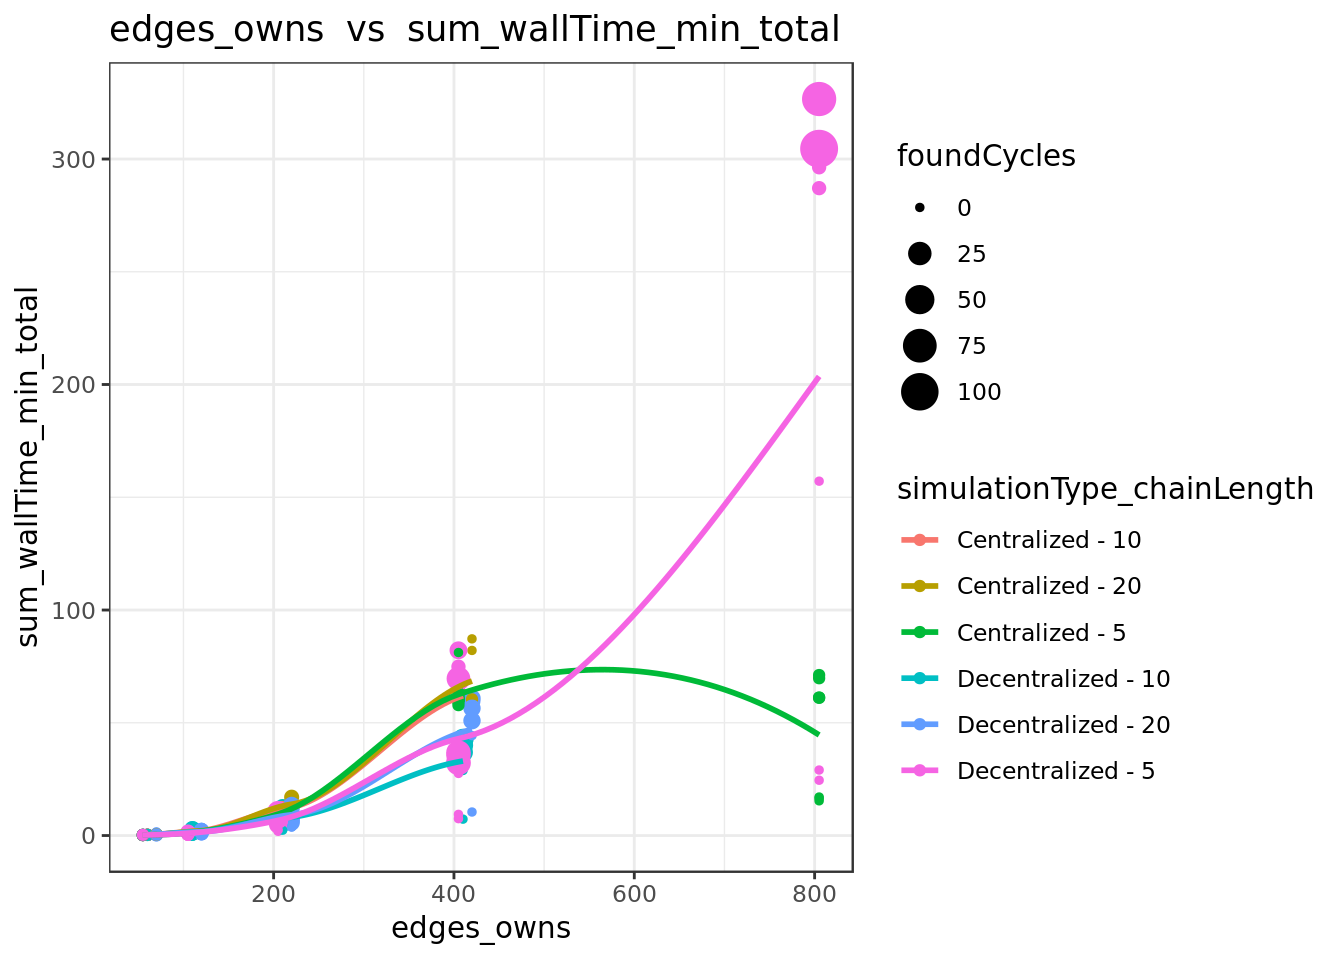 edges_owns vs sum_wallTime_min_total
sum_wallTime_min_total
300
200
100
0
200
400
600
800
edges_owns
foundCycles
0
25
50
75
100
simulationType_chainLength
Centralized - 10
Centralized - 20
Centralized - 5
Decentralized - 10
Decentralized - 20
Decentralized - 5